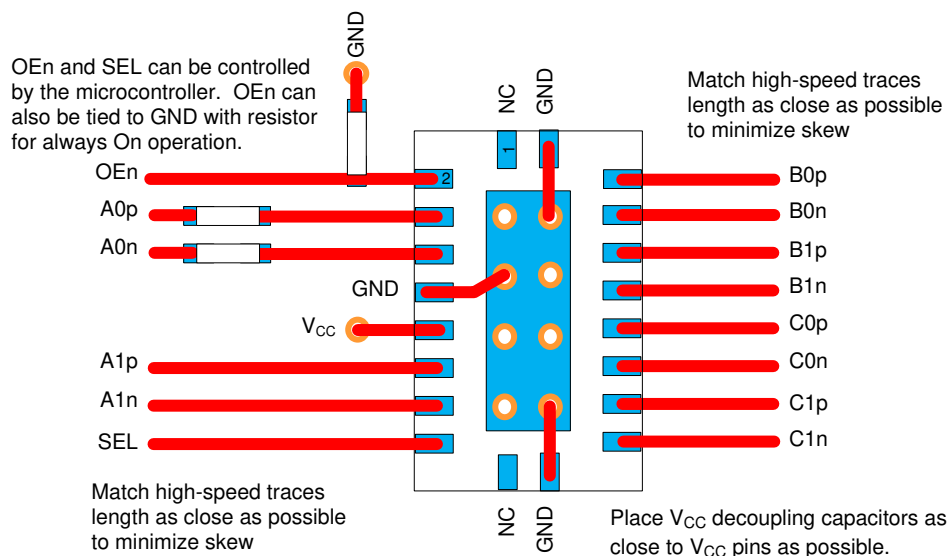 GND
OEn and SEL can be controlled
by the microcontroller. OEn can
also be tied to GND with resistor
for always On operation.
NC
GND
Match high-speed traces
length as close as possible
to minimize skew
1
OEn
2
B0p
A0p
B0n
A0n
B1p
GND
B1n
VCC
C0p
A1p
C0n
A1n
C1p
SEL
C1n
Match high-speed traces
length as close as possible
to minimize skew
NC
GND
Place VCC decoupling capacitors as
close to VCC pins as possible.